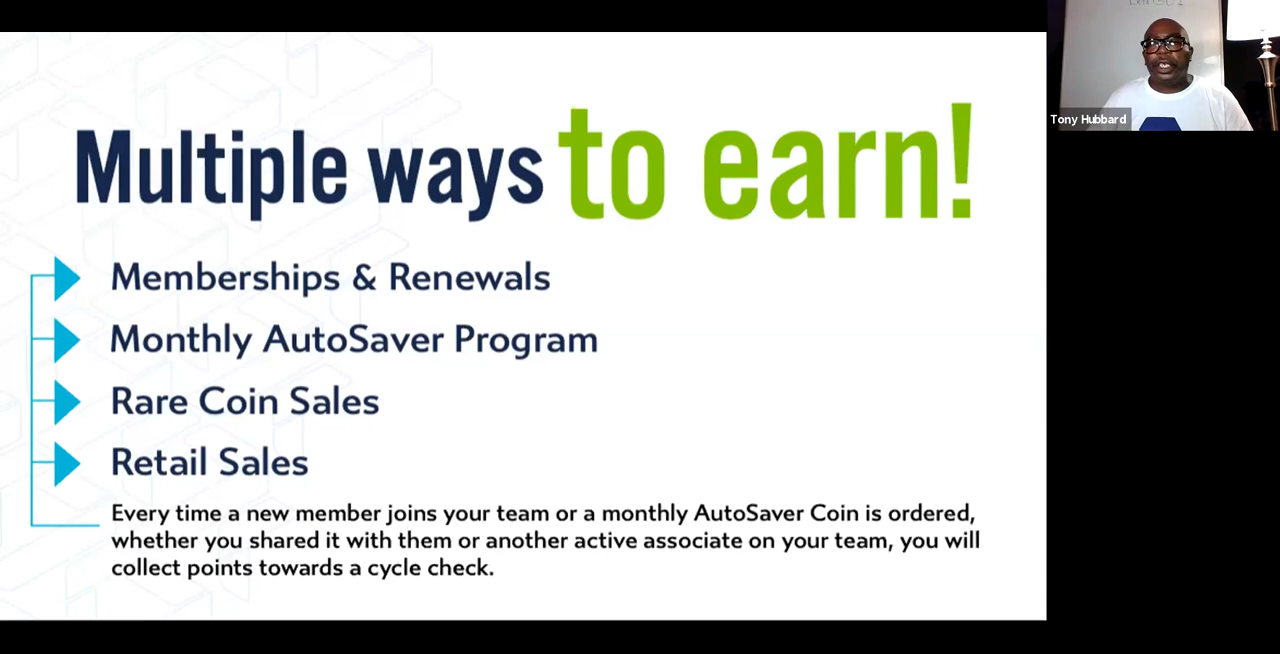 Multiple ways to earn!
Memberships & Renewals
Monthly AutoSaver Program
Rare Coin Sales
Retail Sales
Every time a new member joins your team or a monthly AutoSaver Coin is ordered,
whether you shared it with them or another active associate on your team, you will
collect points towards a cycle check.
Tony Hubbard